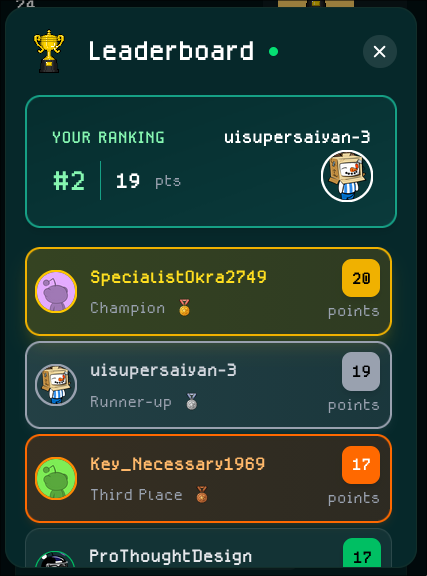 24
Leaderboard
YOUR RANKING
uisupersaiyan-3
#2
19 pts
SpecialistOkra2749
20
Champion
points
uisupersaiyan-3
19
Runner-up
points
Key_Necessary1969
17
Third Place
points
ProThoughtDesign
17